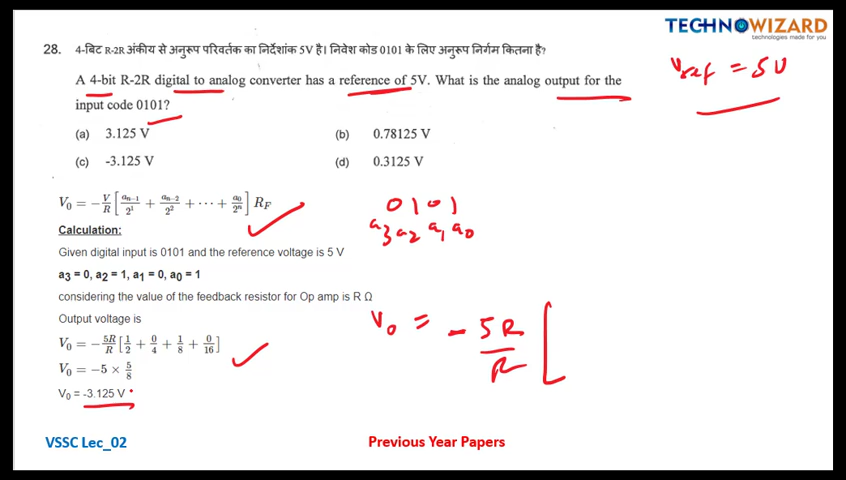 TECHNOWIZARD
technologies made for you
28. 4-बिट R-2R अंकीय से अनुरूप परिवर्तक का निर्देशांक 5V है। निवेश कोड 0101 के लिए अनुरूप निर्गम कितना है?
A 4-bit R-2R digital to analog converter has a reference of 5V. What is the analog output for the
input code 0101?
Vref = 5V
(a) 3.125 V (b) 0.78125 V
(c) -3.125 V (d) 0.3125 V
V₀ = −V/R [aₙ₋₁/2¹ + aₙ₋₂/2² + ⋯ + a₀/2ⁿ] R_F
0101
a3 a2 a1 a0
Calculation:
Given digital input is 0101 and the reference voltage is 5 V
a₃ = 0, a₂ = 1, a₁ = 0, a₀ = 1
considering the value of the feedback resistor for Op amp is R Ω
Output voltage is
V₀ = −5R/R [1/2 + 0/4 + 1/8 + 0/16]
V₀ = −5 × 5/8
V₀ = -3.125 V
V₀ = −5R/R [
VSSC Lec_02
Previous Year Papers